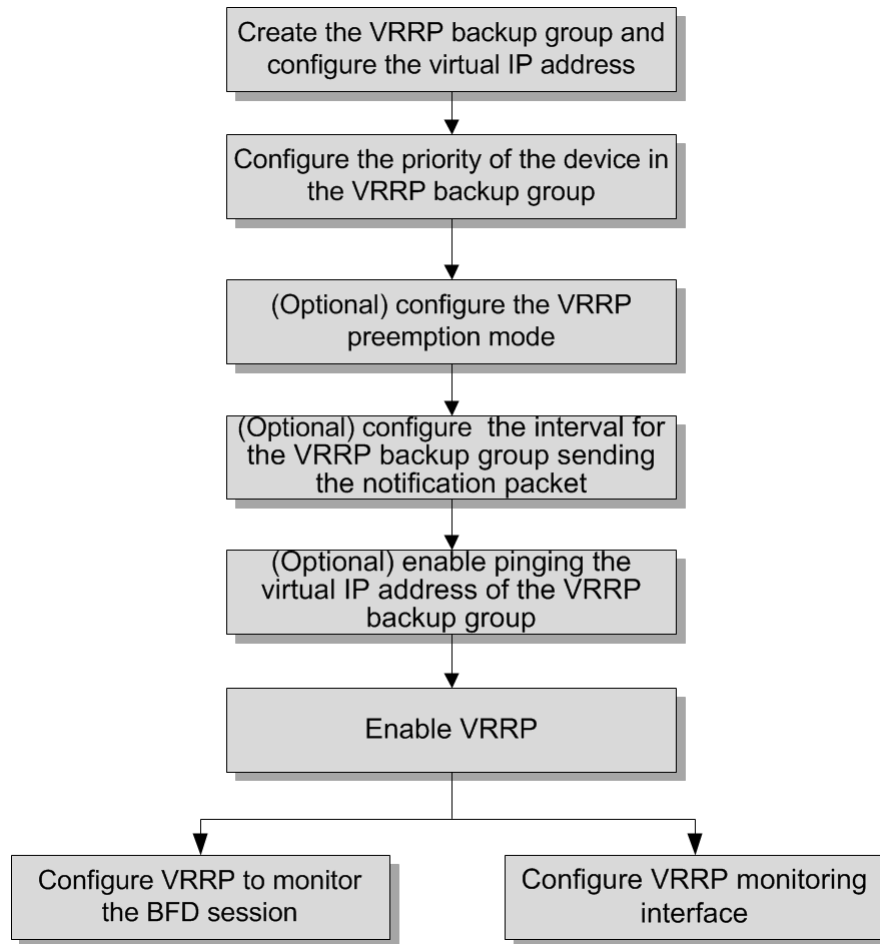 Create the VRRP backup group and
configure the virtual IP address
Configure the priority of the device in
the VRRP backup group
(Optional) configure the VRRP
preemption mode
(Optional) configure the interval for
the VRRP backup group sending
the notification packet
(Optional) enable pinging the
virtual IP address of the VRRP
backup group
Enable VRRP
Configure VRRP to monitor
the BFD session
Configure VRRP monitoring
interface